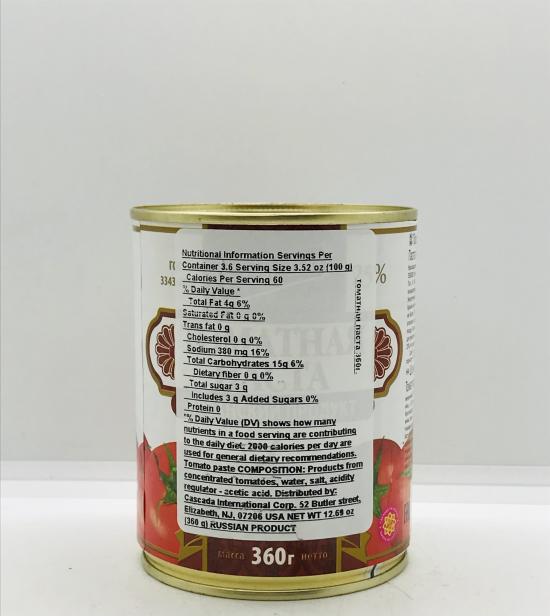 Nutritional Information Servings Per
Container 3.6 Serving Size 3.52 oz (100 g)
Calories Per Serving 60
% Daily Value *
Total Fat 4g 6%
Saturated Fat 0 g 0%
Trans fat 0 g
Cholesterol 0 g 0%
Sodium 380 mg 16%
Total Carbohydrates 15g 6%
Dietary fiber 0 g 0%
Total sugar 3 g
Includes 3 g Added Sugars 0%
Protein 0
*% Daily Value (DV) shows how many
nutrients in a food serving are contributing
to the daily diet. 2000 calories per day are
used for general dietary recommendations.
Tomato paste COMPOSITION: Products from
concentrated tomatoes, water, salt, acidity
regulator - acetic acid. Distributed by:
Cascada International Corp. 52 Butler street,
Elizabeth, NJ, 07206 USA NET WT 12.69 oz
(360 g) RUSSIAN PRODUCT
томатная паста 360г.
%
3343
масса 360г нетто